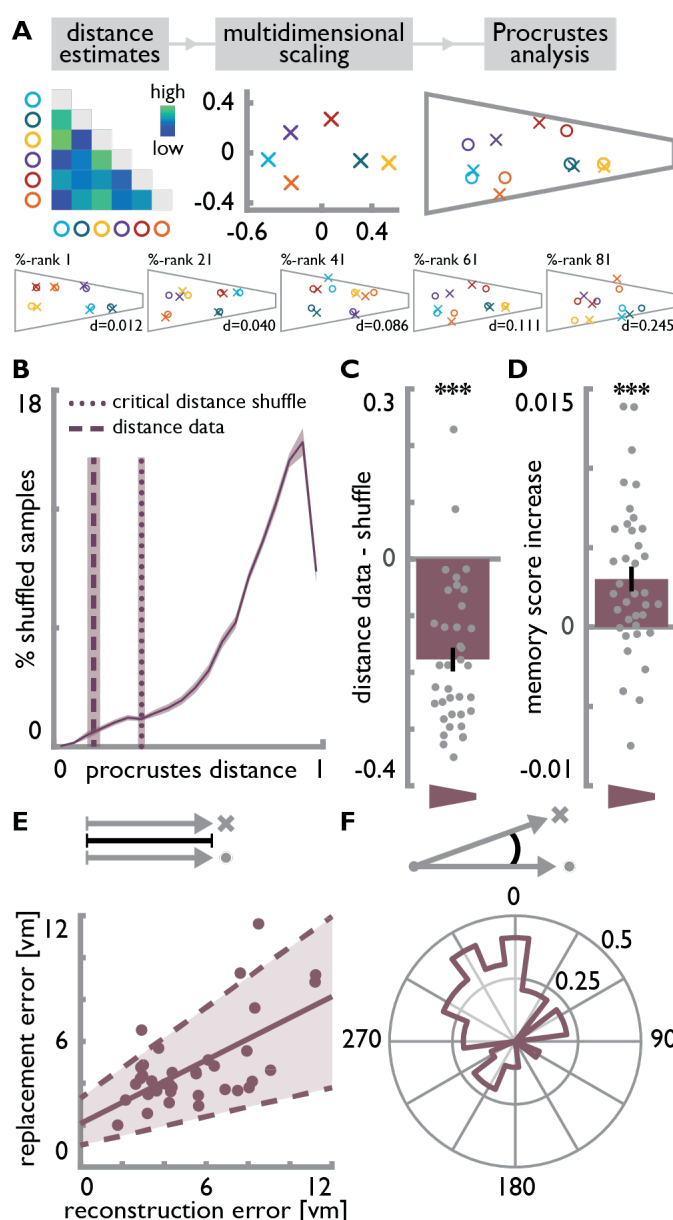 A
distance estimates
multidimensional scaling
Procrustes analysis
high
low
0.4
0
-0.4
-0.6
0
0.4
%-rank 1
%-rank 21
%-rank 41
%-rank 61
%-rank 81
d=0.012
d=0.040
d=0.086
d=0.111
d=0.245
B
18
% shuffled samples
0
critical distance shuffle
distance data
0
procrustes distance
1
C
0.3
***
distance data - shuffle
0
-0.4
D
0.015
***
memory score increase
0
-0.01
E
12
replacement error [vm]
6
0
0
6
12
reconstruction error [vm]
F
0
0.5
0.25
270
90
180